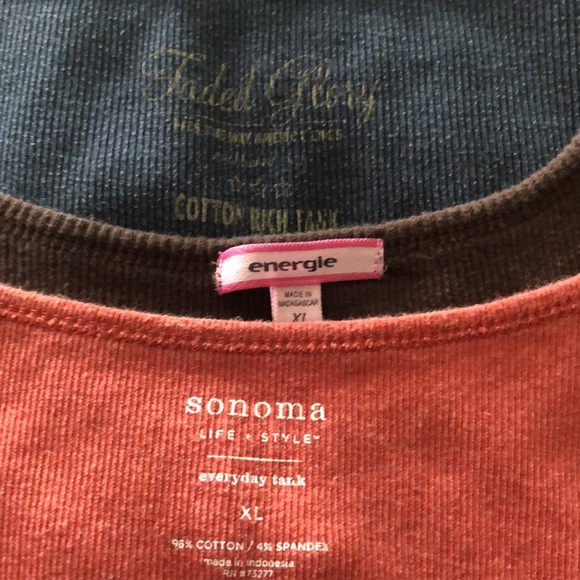 Faded Glory
COTTON RICH TANK
energie
MADE IN
MADAGASCAR
XL
sonoma
LIFE + STYLE™
everyday tank
XL
96% COTTON / 4% SPANDEX
made in Indonesia
RN #73277